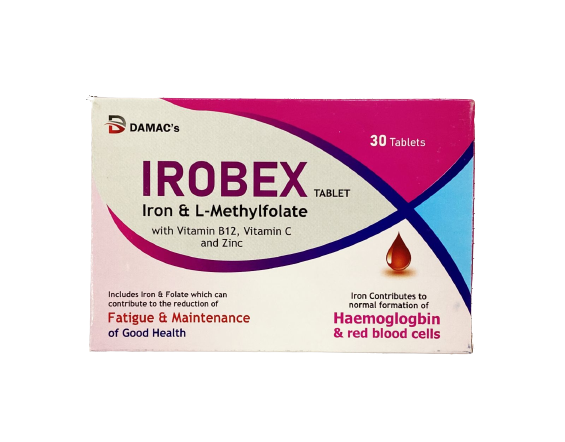 DAMAC's
30 Tablets
IROBEX TABLET
Iron & L-Methylfolate
with Vitamin B12, Vitamin C
and Zinc
Includes Iron & Folate which can
contribute to the reduction of
Fatigue & Maintenance
of Good Health
Iron Contributes to
normal formation of
Haemoglogbin
& red blood cells